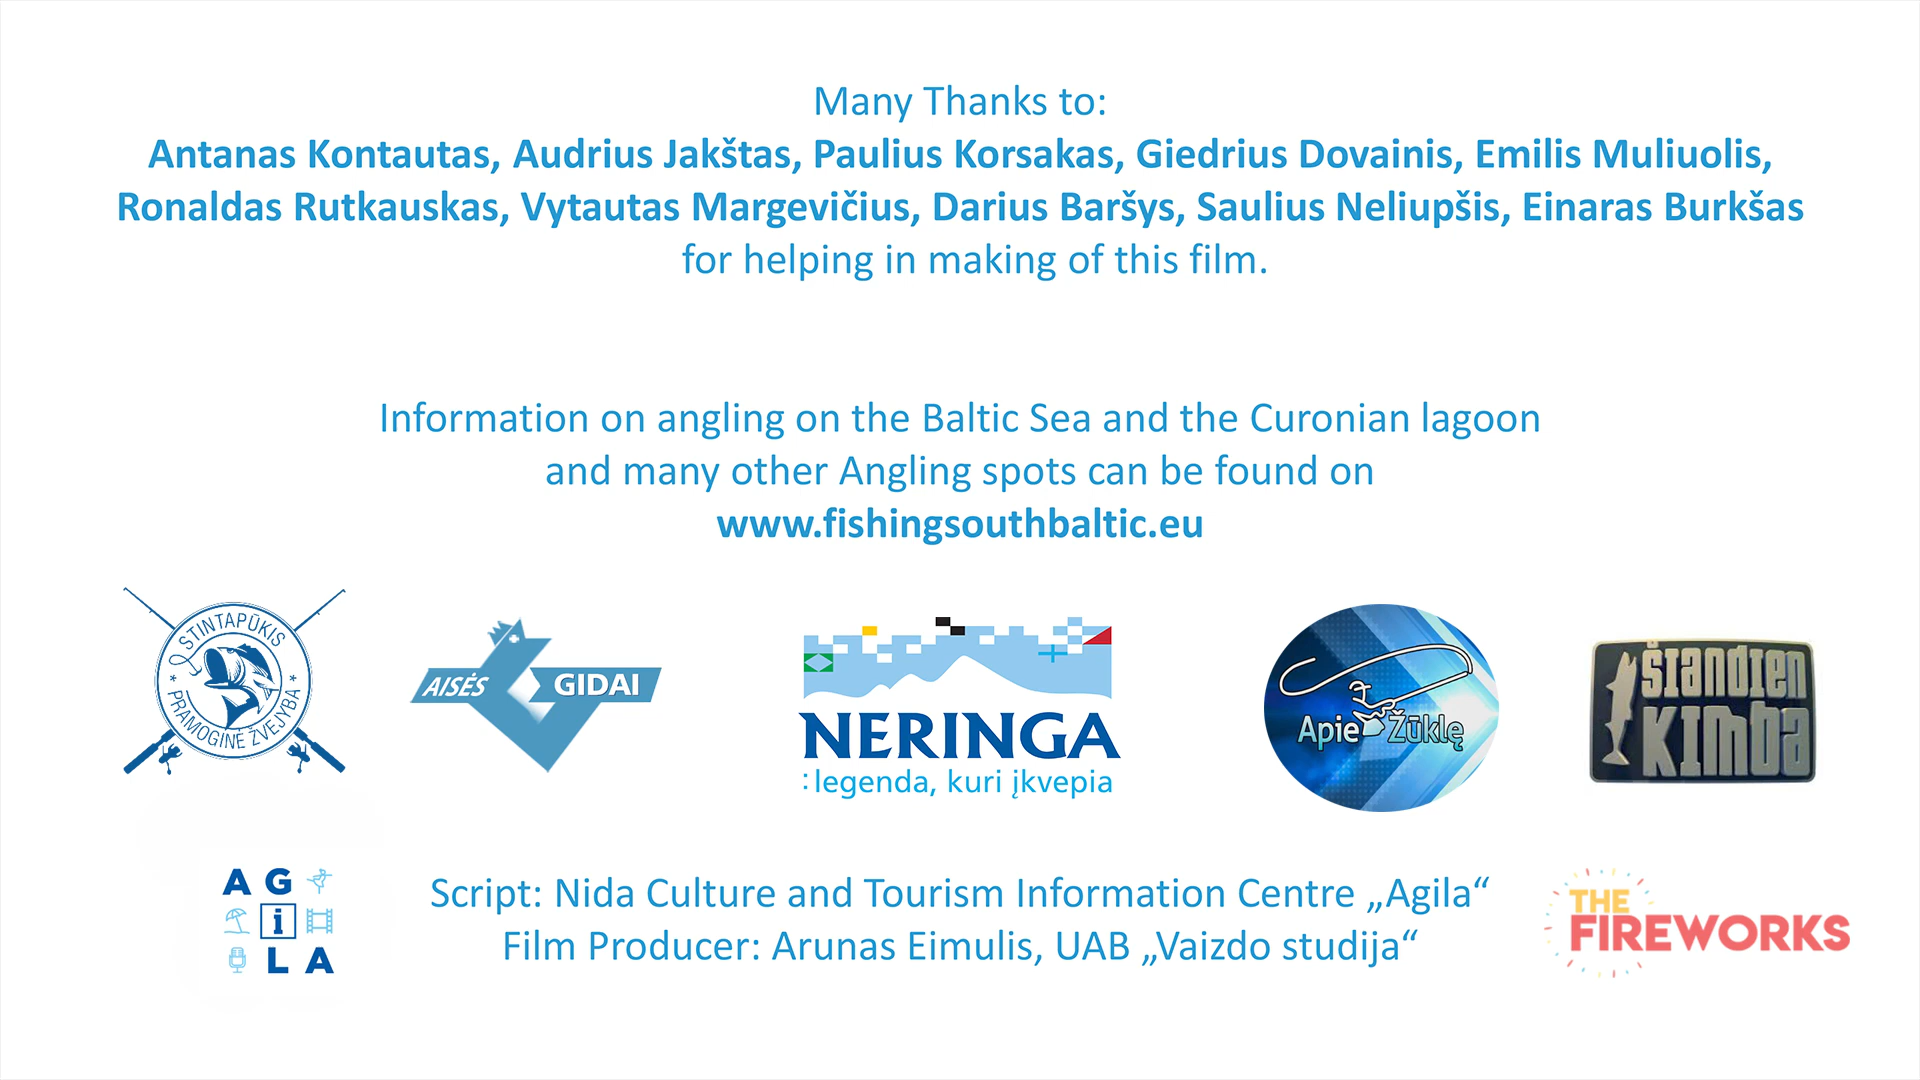 Many Thanks to:
Antanas Kontautas, Audrius Jakštas, Paulius Korsakas, Giedrius Dovainis, Emilis Muliuolis,
Ronaldas Rutkauskas, Vytautas Margevičius, Darius Baršys, Saulius Neliupšis, Einaras Burkšas
for helping in making of this film.
Information on angling on the Baltic Sea and the Curonian lagoon
and many other Angling spots can be found on
www.fishingsouthbaltic.eu
STINTAPŪKIS
PRAMOGINĖ ŽVEJYBA
AISĖS GIDAI
NERINGA
:legenda, kuri įkvepia
Apie Žūklę
šiandien
kimba
A G
i
L A
Script: Nida Culture and Tourism Information Centre „Agila“
Film Producer: Arunas Eimulis, UAB „Vaizdo studija“
THE
FIREWORKS